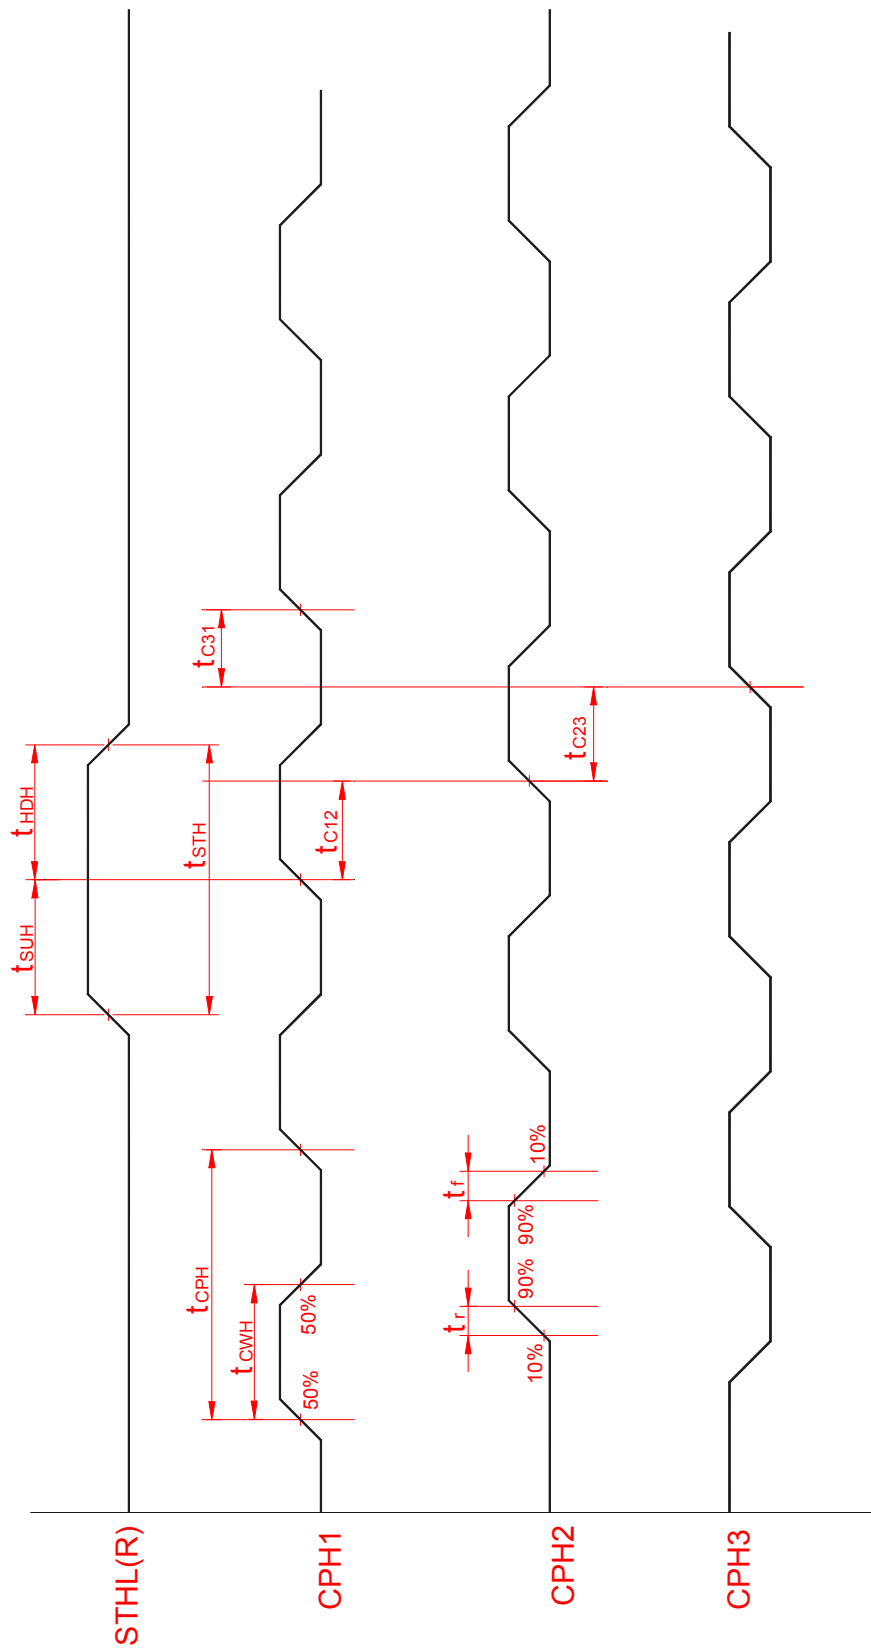 STHL(R)
tSUH
tHDH
tSTH
CPH1
tCWH
tCPH
50%
50%
tC12
tC31
CPH2
tr
tf
10%
90%
90%
10%
tC23
CPH3